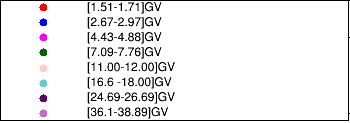 [1.51-1.71]GV
[2.67-2.97]GV
[4.43-4.88]GV
[7.09-7.76]GV
[11.00-12.00]GV
[16.6 -18.00]GV
[24.69-26.69]GV
[36.1-38.89]GV